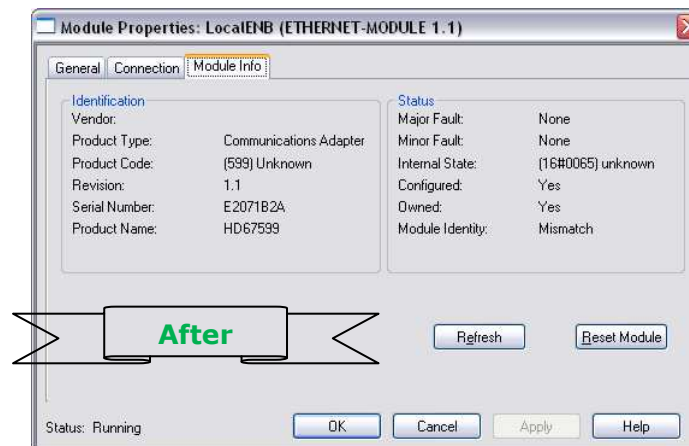 Module Properties: LocalENB (ETHERNET-MODULE 1.1)
General Connection Module Info
Identification
Vendor:
Product Type: Communications Adapter
Product Code: (599) Unknown
Revision: 1.1
Serial Number: E2071B2A
Product Name: HD67599
Status
Major Fault: None
Minor Fault: None
Internal State: (16#0065) unknown
Configured: Yes
Owned: Yes
Module Identity: Mismatch
After
Refresh Reset Module
Status: Running OK Cancel Apply Help